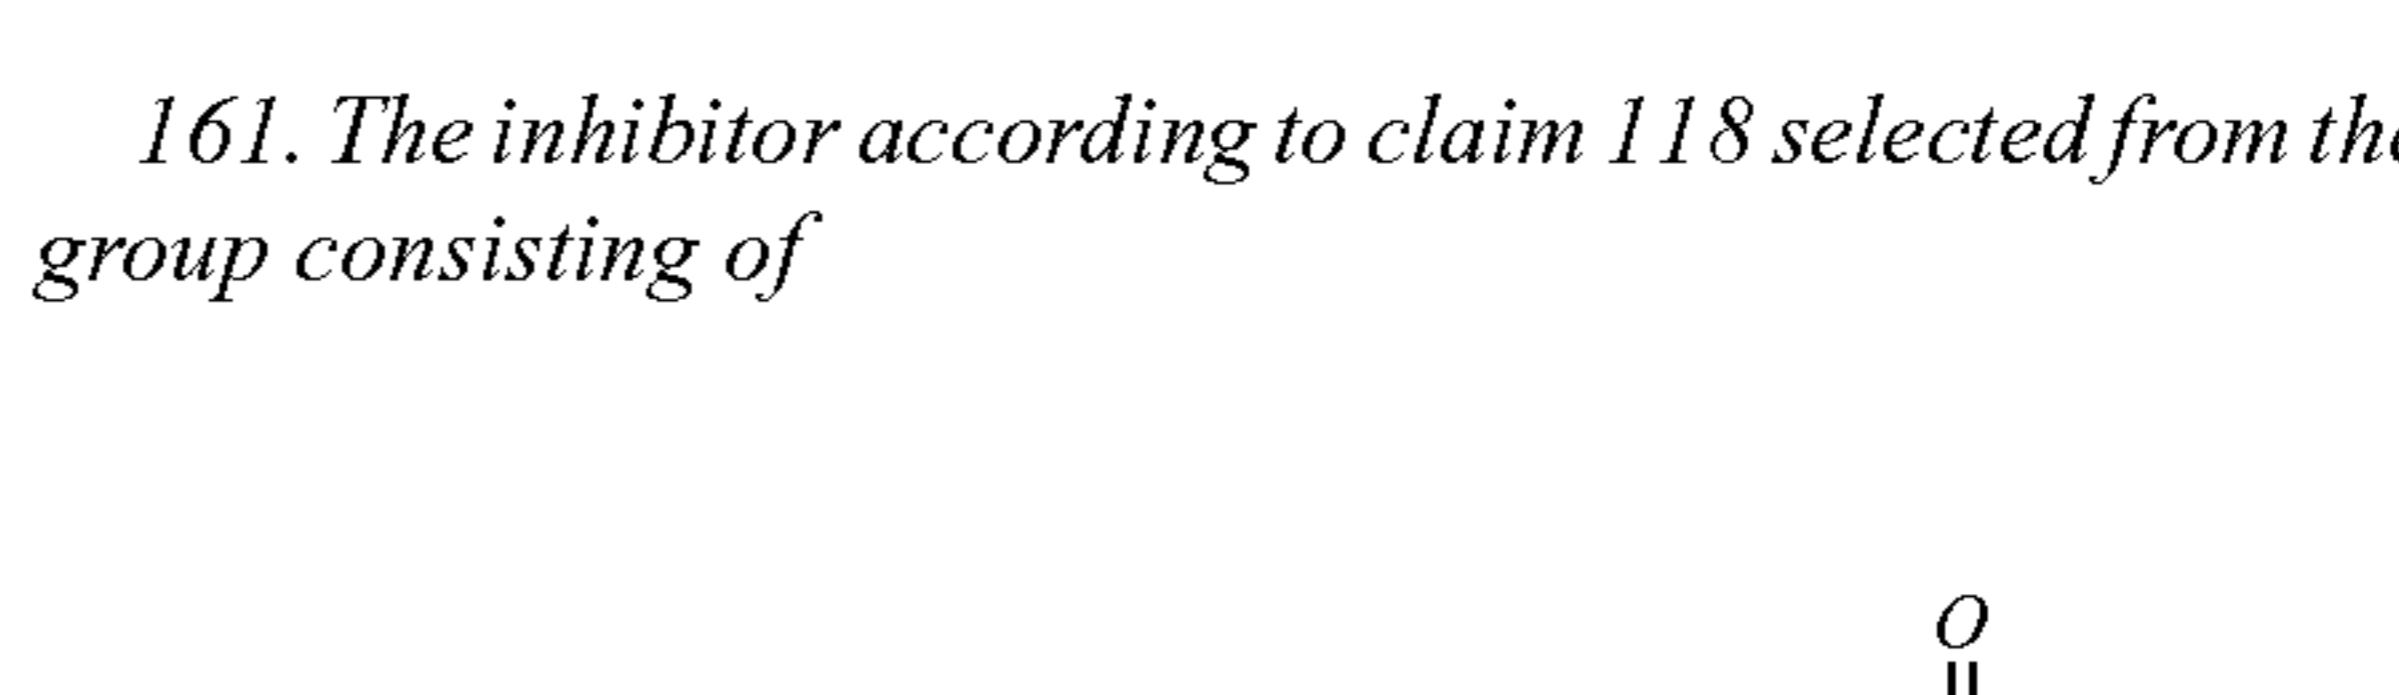 161. The inhibitor according to claim 118 selected from the
group consisting of
O